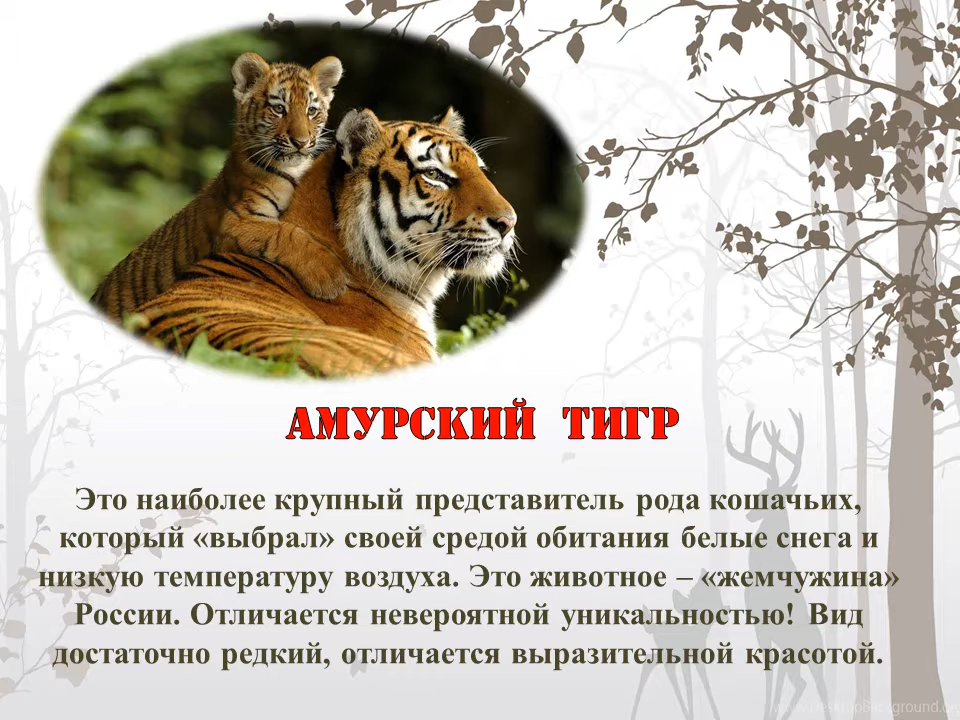 АМУРСКИЙ ТИГР
Это наиболее крупный представитель рода кошачьих,
который «выбрал» своей средой обитания белые снега и
низкую температуру воздуха. Это животное – «жемчужина»
России. Отличается невероятной уникальностью! Вид
достаточно редкий, отличается выразительной красотой.